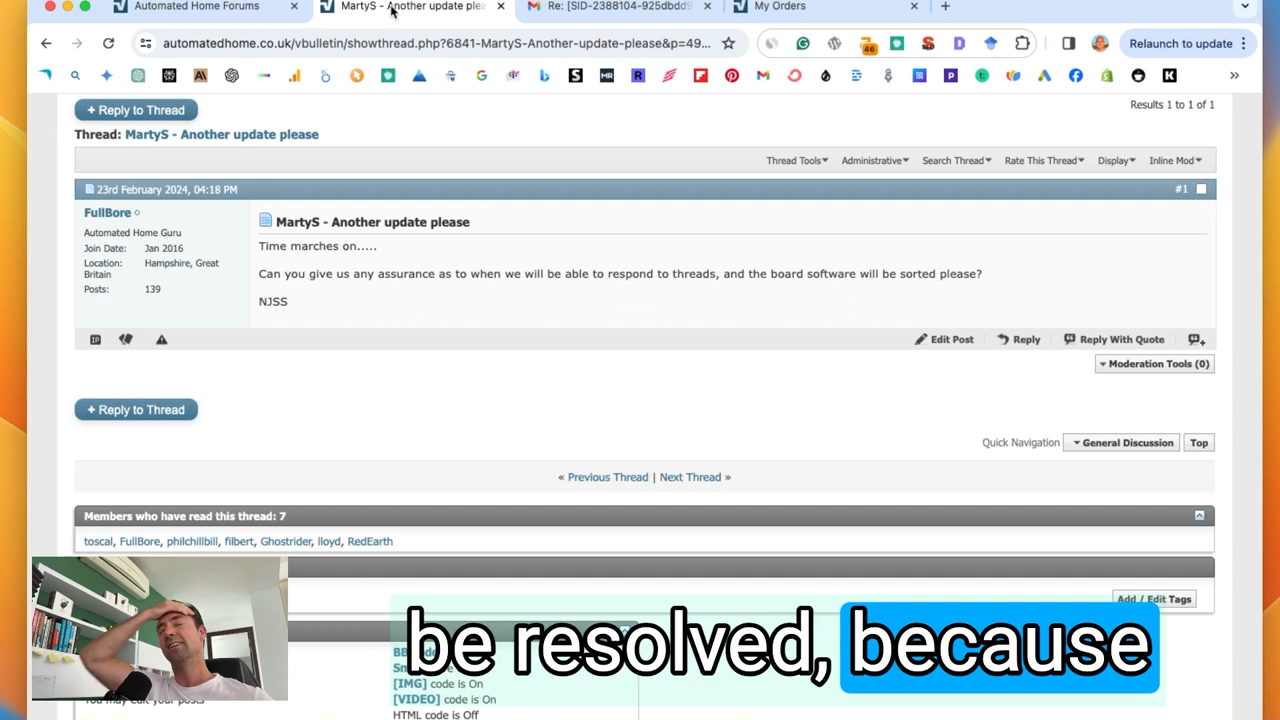 Automated Home Forums
MartyS - Another update plea
Re: [SID-2388104-925dbdd9
My Orders
automatedhome.co.uk/vbulletin/showthread.php?6841-MartyS-Another-update-please&p=49...
46
Relaunch to update
+ Reply to Thread
Results 1 to 1 of 1
Thread: MartyS - Another update please
Thread Tools
Administrative
Search Thread
Rate This Thread
Display
Inline Mod
23rd February 2024, 04:18 PM
#1
FullBore
MartyS - Another update please
Automated Home Guru
Join Date: Jan 2016
Location: Hampshire, Great Britain
Posts: 139
Time marches on.....
Can you give us any assurance as to when we will be able to respond to threads, and the board software will be sorted please?
NJSS
Edit Post
Reply
Reply With Quote
Moderation Tools (0)
+ Reply to Thread
Quick Navigation
General Discussion
Top
« Previous Thread | Next Thread »
Members who have read this thread: 7
toscal, FullBore, philchillbill, filbert, Ghostrider, lloyd, RedEarth
Add / Edit Tags
be resolved, because
[IMG] code is On
[VIDEO] code is On
HTML code is Off